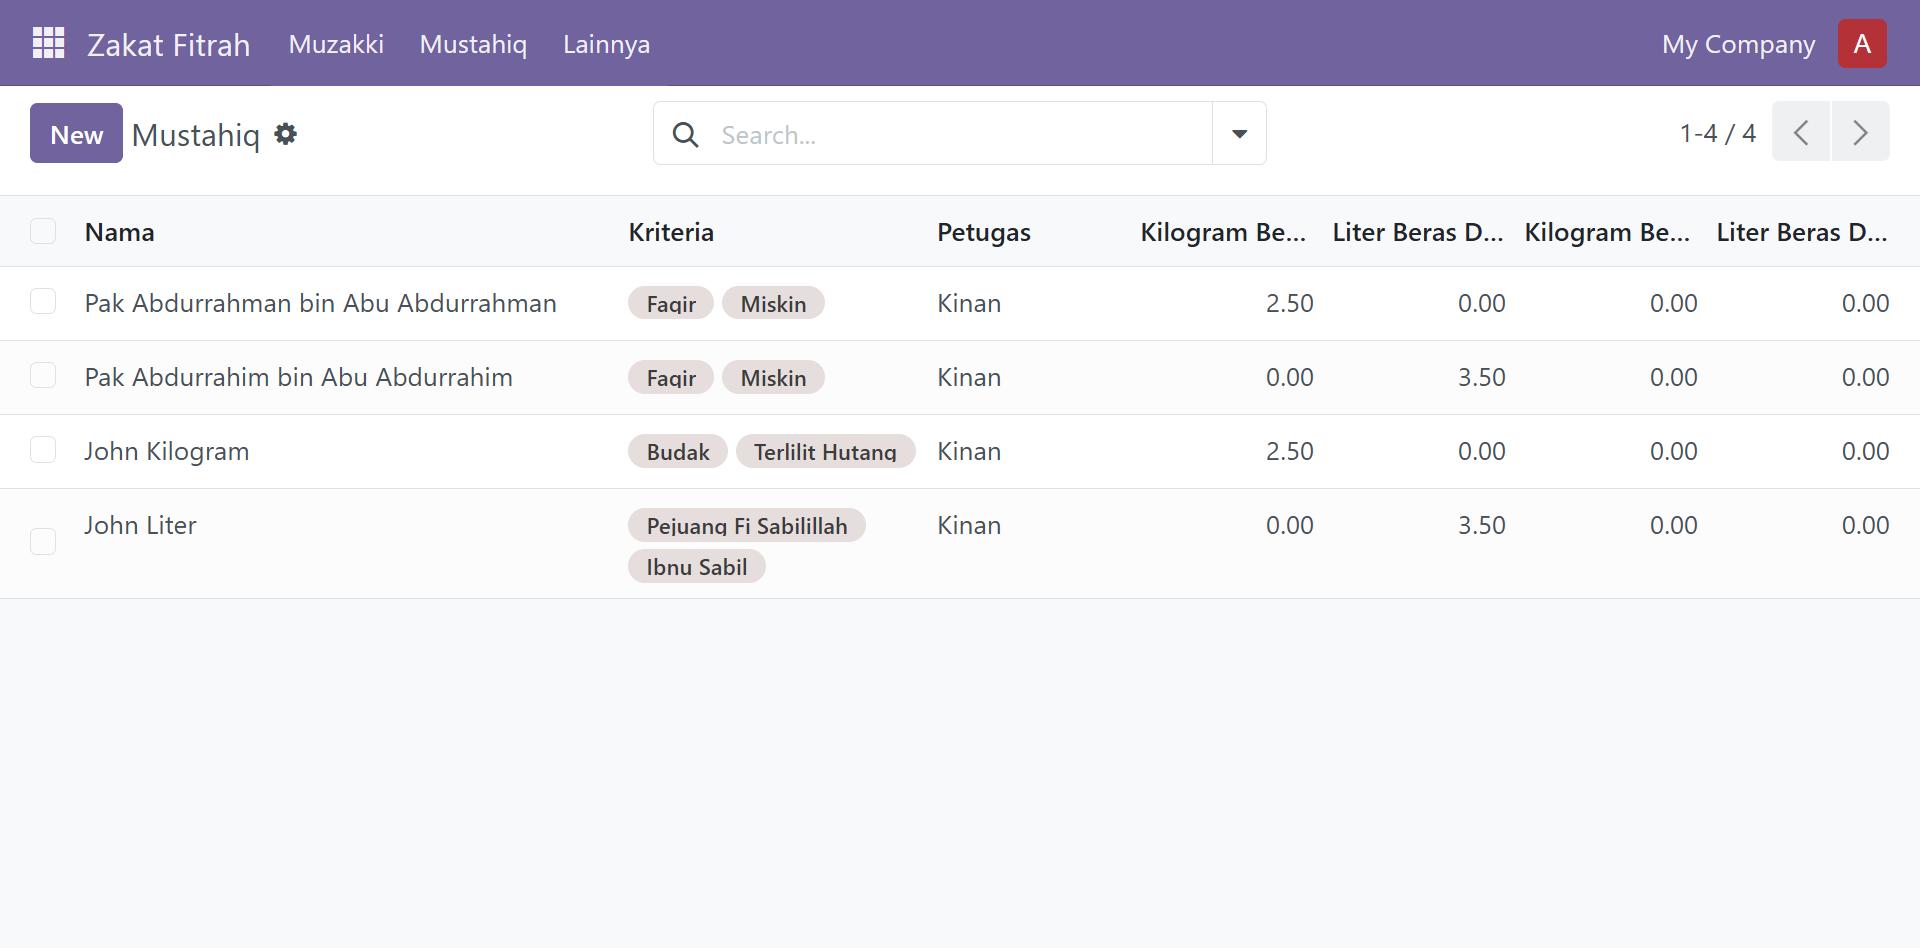 Zakat Fitrah Muzakki Mustahiq Lainnya My Company A
New Mustahiq Search... 1-4 / 4
Nama Kriteria Petugas Kilogram Be... Liter Beras D... Kilogram Be... Liter Beras D...
Pak Abdurrahman bin Abu Abdurrahman Faqir Miskin Kinan 2.50 0.00 0.00 0.00
Pak Abdurrahim bin Abu Abdurrahim Faqir Miskin Kinan 0.00 3.50 0.00 0.00
John Kilogram Budak Terlilit Hutang Kinan 2.50 0.00 0.00 0.00
John Liter Pejuang Fi Sabilillah Kinan 0.00 3.50 0.00 0.00
Ibnu Sabil